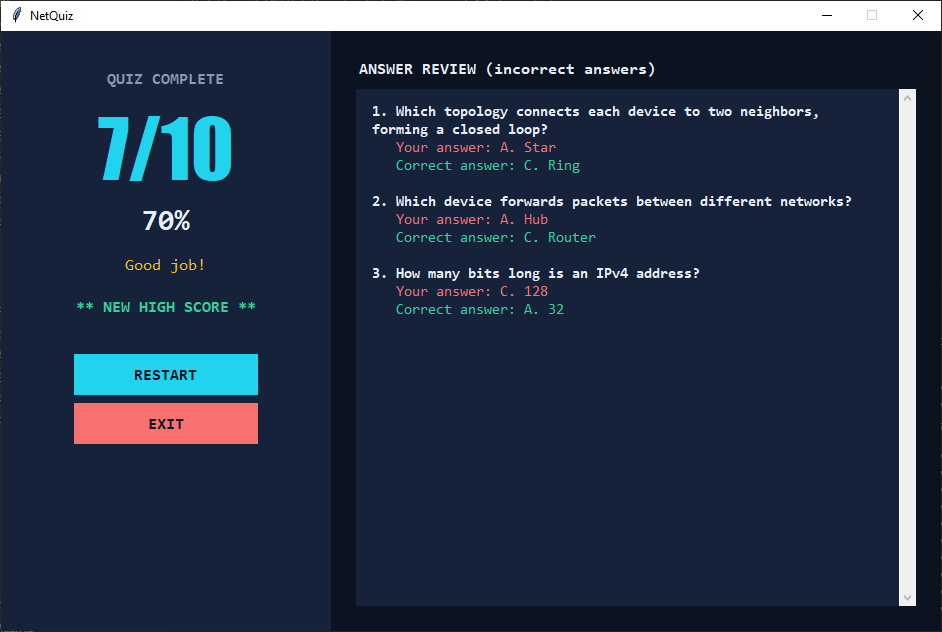 NetQuiz
QUIZ COMPLETE
7/10
70%
Good job!
** NEW HIGH SCORE **
RESTART
EXIT
ANSWER REVIEW (incorrect answers)
1. Which topology connects each device to two neighbors,
forming a closed loop?
Your answer: A. Star
Correct answer: C. Ring
2. Which device forwards packets between different networks?
Your answer: A. Hub
Correct answer: C. Router
3. How many bits long is an IPv4 address?
Your answer: C. 128
Correct answer: A. 32